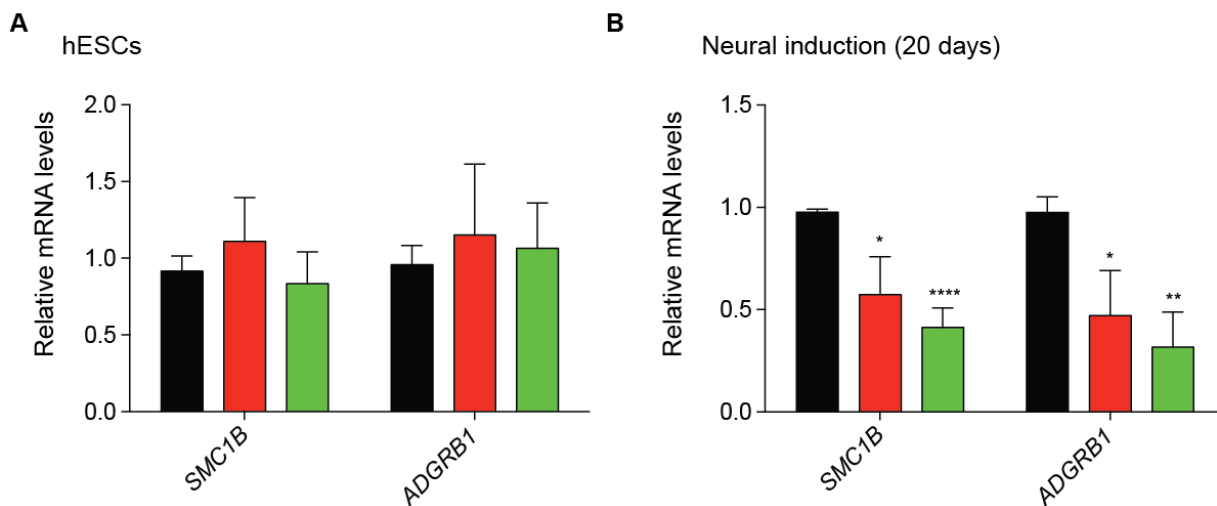 A
hESCs
Relative mRNA levels
2.0
1.5
1.0
0.5
0.0
SMC1B
ADGRB1
B
Neural induction (20 days)
Relative mRNA levels
1.5
1.0
0.5
0.0
*
****
*
**
SMC1B
ADGRB1